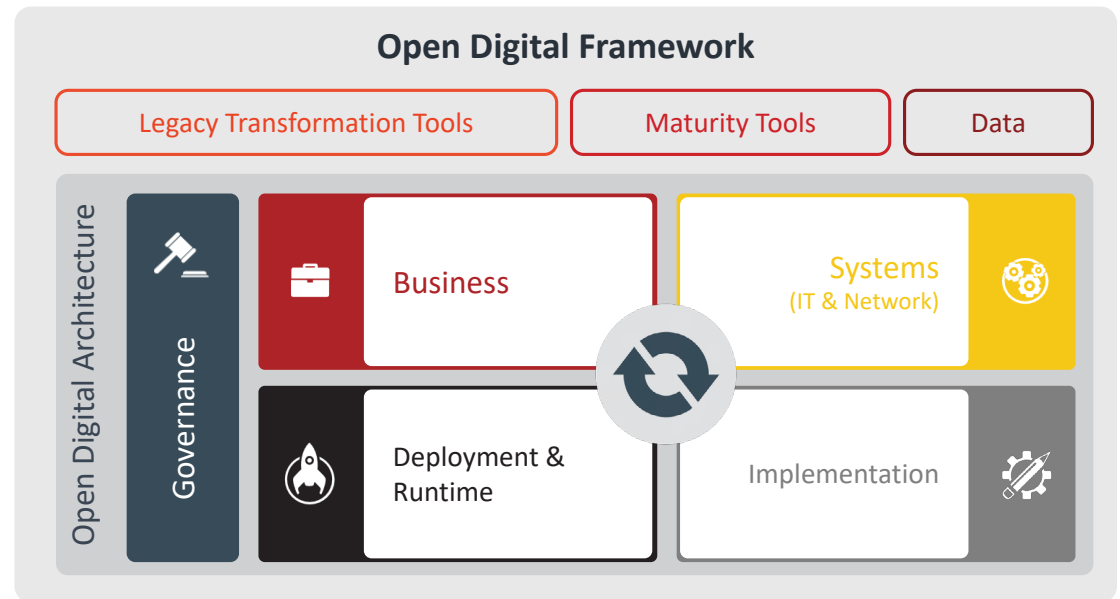 Open Digital Framework
Legacy Transformation Tools
Maturity Tools
Data
Open Digital Architecture
Governance
Business
Systems
(IT & Network)
Deployment &
Runtime
Implementation